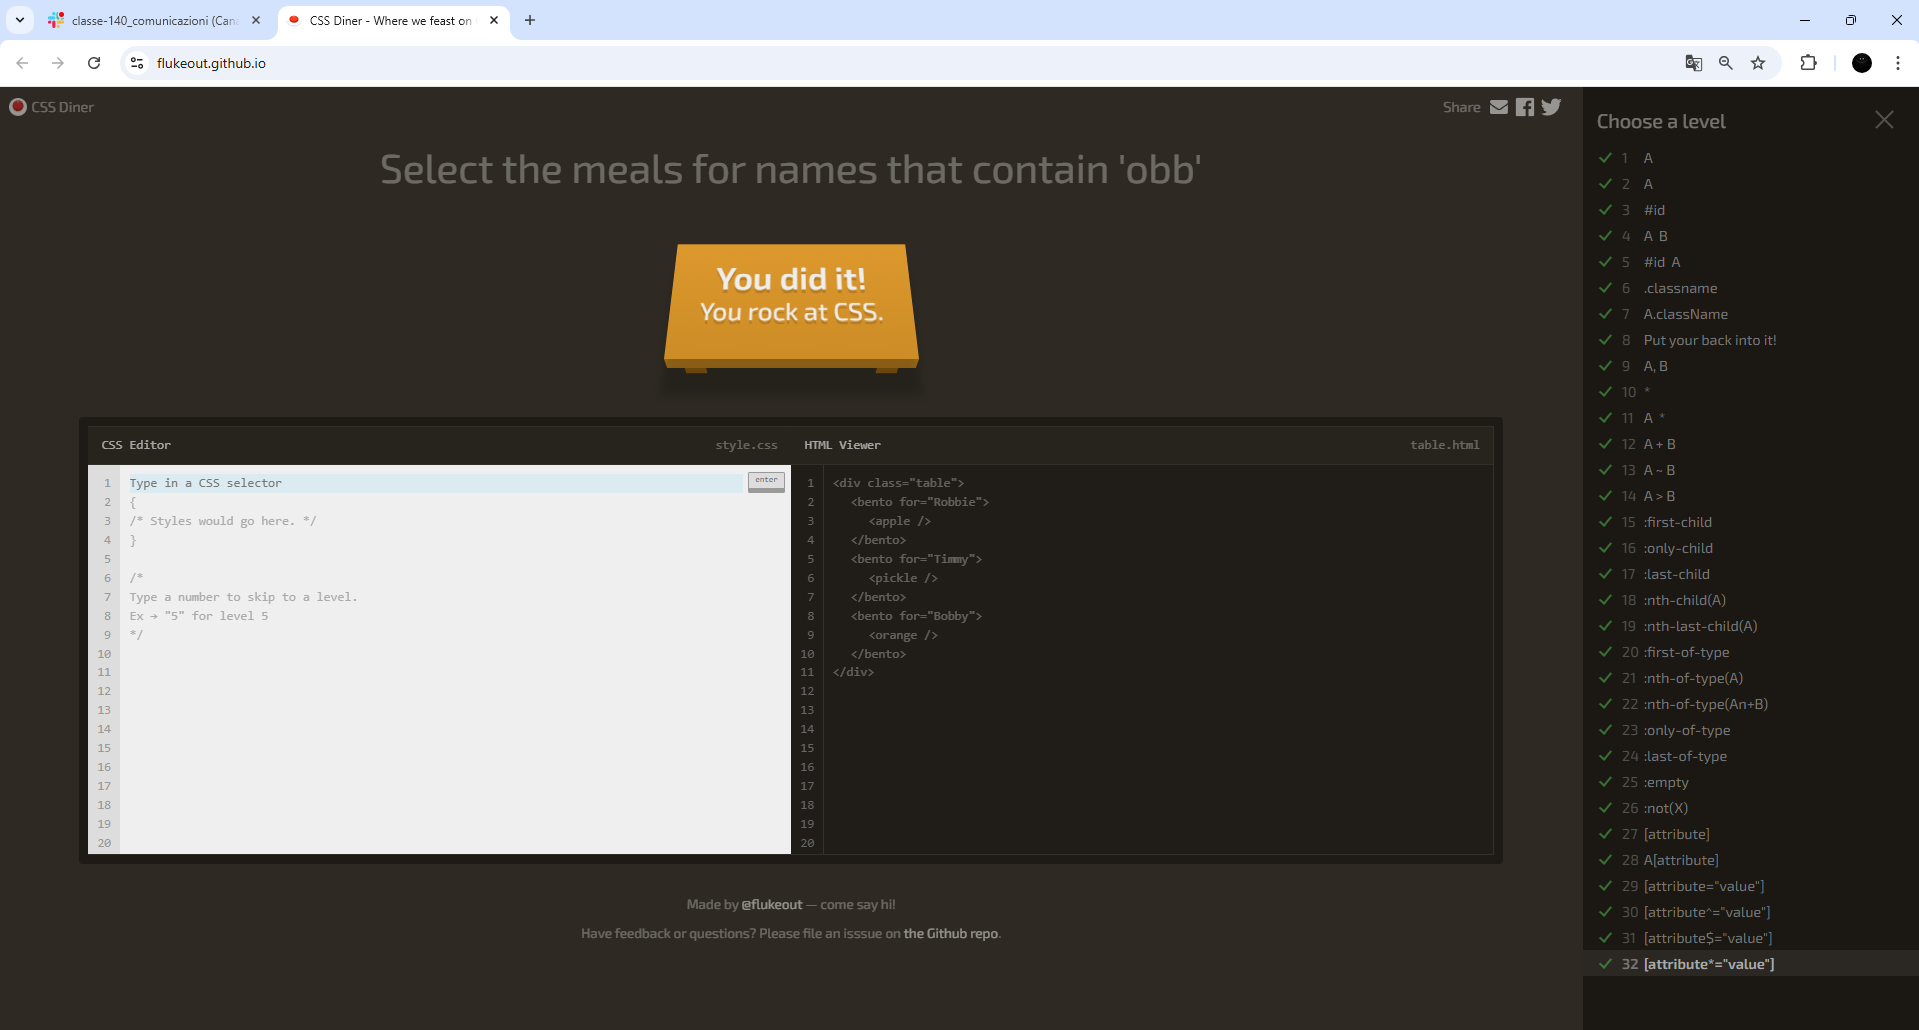 classe-140_comunicazioni (Cana
CSS Diner - Where we feast on
flukeout.github.io
CSS Diner
Share
Select the meals for names that contain 'obb'
You did it!
You rock at CSS.
CSS Editor
style.css
1 Type in a CSS selector
enter
2 {
3 /* Styles would go here. */
4 }
5
6 /*
7 Type a number to skip to a level.
8 Ex → "5" for level 5
9 */
10
11
12
13
14
15
16
17
18
19
20
HTML Viewer
table.html
1 <div class="table">
2 <bento for="Robbie">
3 <apple />
4 </bento>
5 <bento for="Timmy">
6 <pickle />
7 </bento>
8 <bento for="Bobby">
9 <orange />
10 </bento>
11 </div>
12
13
14
15
16
17
18
19
20
Made by @flukeout — come say hi!
Have feedback or questions? Please file an isssue on the Github repo.
Choose a level
1 A
2 A
3 #id
4 A B
5 #id A
6 .classname
7 A.className
8 Put your back into it!
9 A, B
10 *
11 A *
12 A + B
13 A ~ B
14 A > B
15 :first-child
16 :only-child
17 :last-child
18 :nth-child(A)
19 :nth-last-child(A)
20 :first-of-type
21 :nth-of-type(A)
22 :nth-of-type(An+B)
23 :only-of-type
24 :last-of-type
25 :empty
26 :not(X)
27 [attribute]
28 A[attribute]
29 [attribute="value"]
30 [attribute^="value"]
31 [attribute$="value"]
32 [attribute*="value"]